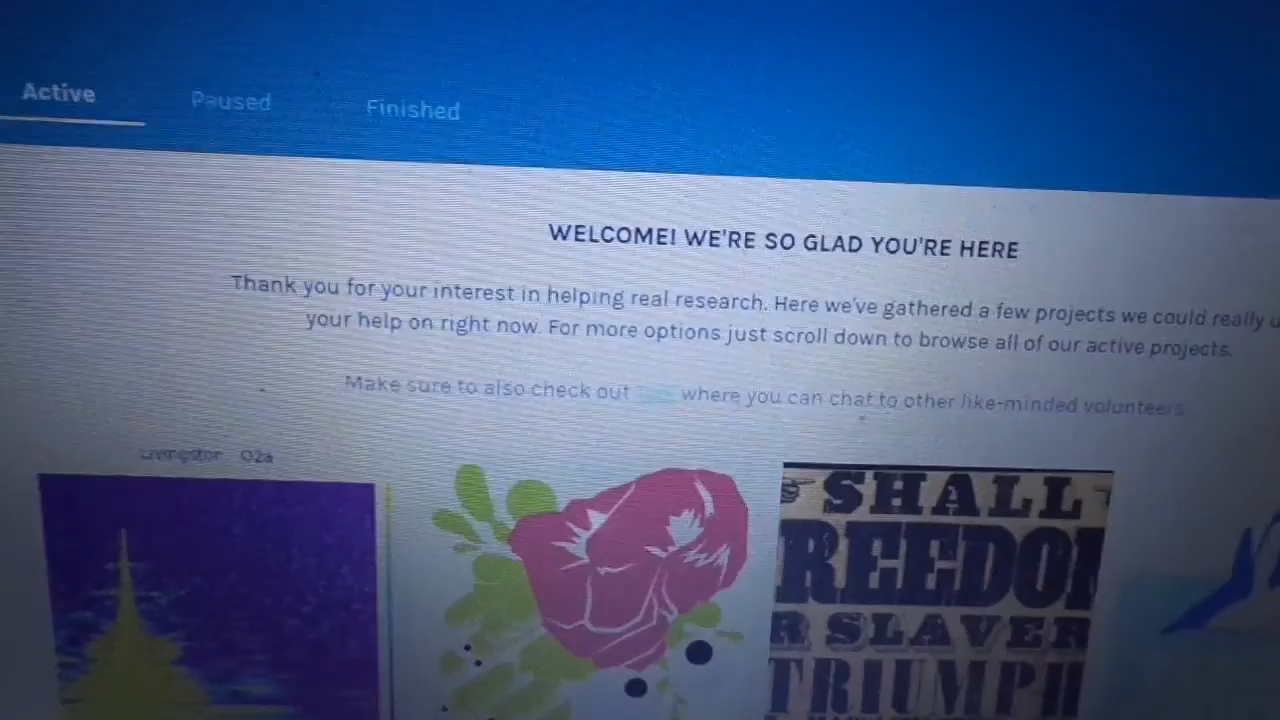 Active Paused Finished
WELCOME! WE'RE SO GLAD YOU'RE HERE
Thank you for your interest in helping real research. Here we've gathered a few projects we could really
your help on right now. For more options just scroll down to browse all of our active projects.
Make sure to also check out where you can chat to other like-minded volunteers.
O2a
SHALL
REEDOM
R SLAVER
TRIUMPH